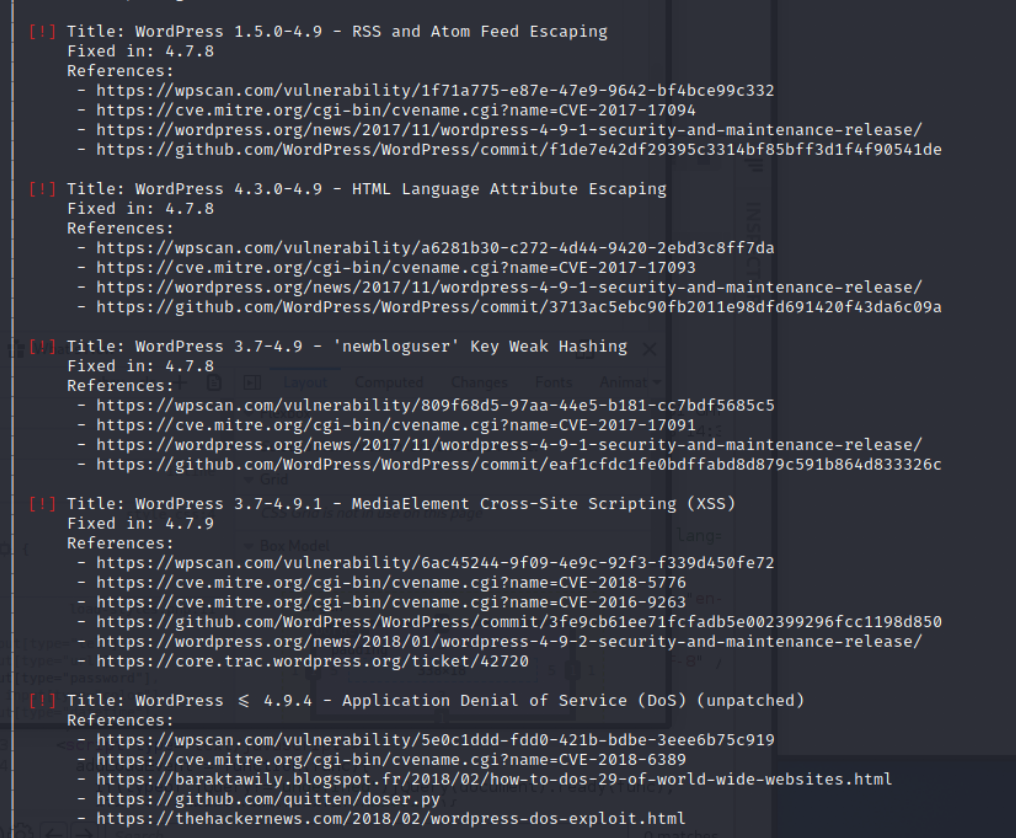 [!] Title: WordPress 1.5.0-4.9 - RSS and Atom Feed Escaping
Fixed in: 4.7.8
References:
- https://wpscan.com/vulnerability/1f71a775-e87e-47e9-9642-bf4bce99c332
- https://cve.mitre.org/cgi-bin/cvename.cgi?name=CVE-2017-17094
- https://wordpress.org/news/2017/11/wordpress-4-9-1-security-and-maintenance-release/
- https://github.com/WordPress/WordPress/commit/f1de7e42df29395c3314bf85bff3d1f4f90541de
[!] Title: WordPress 4.3.0-4.9 - HTML Language Attribute Escaping
Fixed in: 4.7.8
References:
- https://wpscan.com/vulnerability/a6281b30-c272-4d44-9420-2ebd3c8ff7da
- https://cve.mitre.org/cgi-bin/cvename.cgi?name=CVE-2017-17093
- https://wordpress.org/news/2017/11/wordpress-4-9-1-security-and-maintenance-release/
- https://github.com/WordPress/WordPress/commit/3713ac5ebc90fb2011e98dfd691420f43da6c09a
[!] Title: WordPress 3.7-4.9 - 'newbloguser' Key Weak Hashing
Fixed in: 4.7.8
References:
- https://wpscan.com/vulnerability/809f68d5-97aa-44e5-b181-cc7bdf5685c5
- https://cve.mitre.org/cgi-bin/cvename.cgi?name=CVE-2017-17091
- https://wordpress.org/news/2017/11/wordpress-4-9-1-security-and-maintenance-release/
- https://github.com/WordPress/WordPress/commit/eaf1cfdc1fe0bdffabd8d879c591b864d833326c
[!] Title: WordPress 3.7-4.9.1 - MediaElement Cross-Site Scripting (XSS)
Fixed in: 4.7.9
References:
- https://wpscan.com/vulnerability/6ac45244-9f09-4e9c-92f3-f339d450fe72
- https://cve.mitre.org/cgi-bin/cvename.cgi?name=CVE-2018-5776
- https://cve.mitre.org/cgi-bin/cvename.cgi?name=CVE-2016-9263
- https://github.com/WordPress/WordPress/commit/3fe9cb61ee71fcfadb5e002399296fcc1198d850
- https://wordpress.org/news/2018/01/wordpress-4-9-2-security-and-maintenance-release/
- https://core.trac.wordpress.org/ticket/42720
[!] Title: WordPress <= 4.9.4 - Application Denial of Service (DoS) (unpatched)
References:
- https://wpscan.com/vulnerability/5e0c1ddd-fdd0-421b-bdbe-3eee6b75c919
- https://cve.mitre.org/cgi-bin/cvename.cgi?name=CVE-2018-6389
- https://baraktawily.blogspot.fr/2018/02/how-to-dos-29-of-world-wide-websites.html
- https://github.com/quitten/doser.py
- https://thehackernews.com/2018/02/wordpress-dos-exploit.html
Layout Computed Changes Fonts
Grid
Box Model